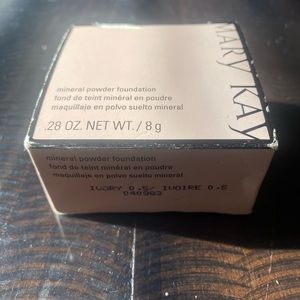 MARY KAY
mineral powder foundation
fond de teint minéral en poudre
maquillaje en polvo suelto mineral
.28 OZ. NET WT. / 8 g
mineral powder foundation
fond de teint minéral en poudre
maquillaje en polvo suelto mineral
IVORY 0.5/ IVOIRE 0.5
040903